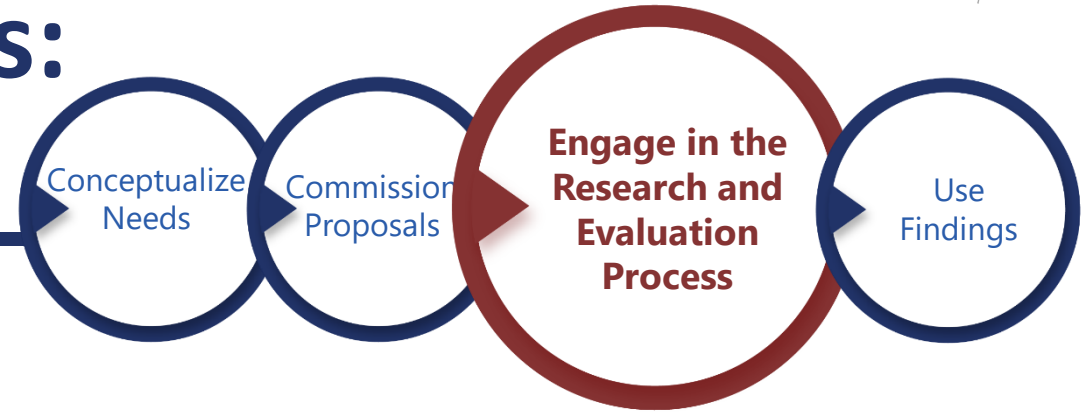 s:
Conceptualize
Needs
Commission
Proposals
Engage in the
Research and
Evaluation
Process
Use
Findings